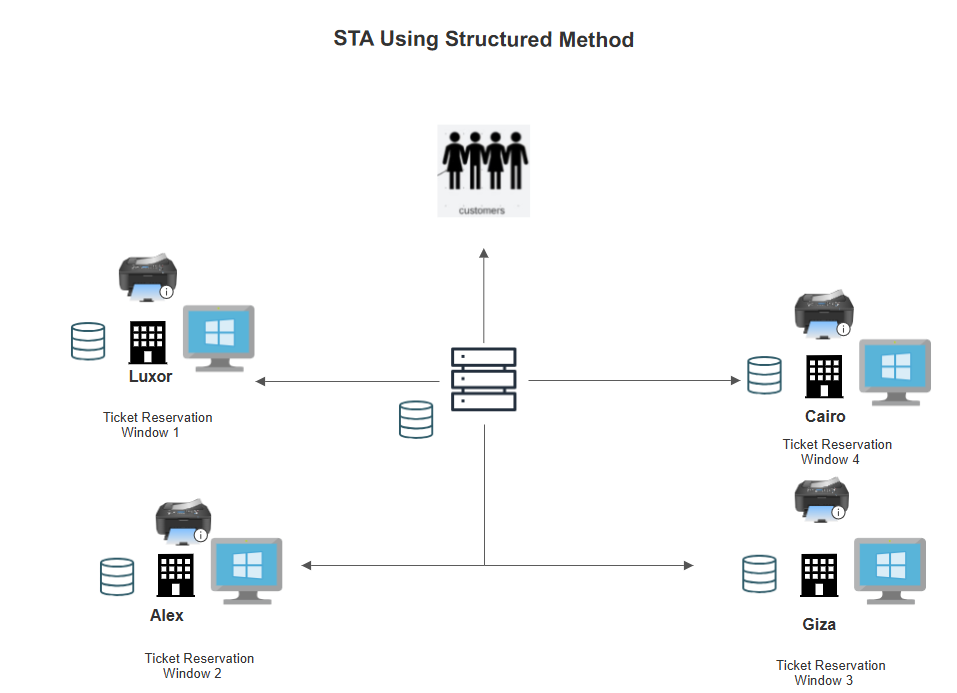 STA Using Structured Method
customers
Luxor
Ticket Reservation
Window 1
Cairo
Ticket Reservation
Window 4
Alex
Ticket Reservation
Window 2
Giza
Ticket Reservation
Window 3